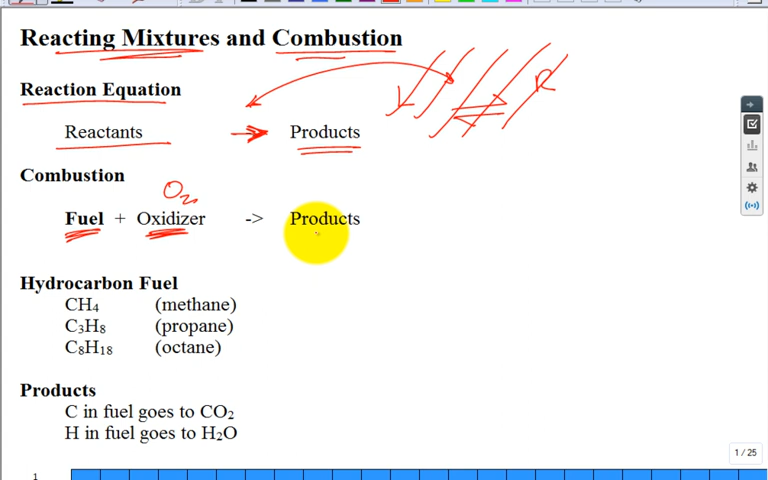 Reacting Mixtures and Combustion
Reaction Equation
Reactants Products
R
Combustion
O₂
Fuel + Oxidizer -> Products
Hydrocarbon Fuel
CH₄ (methane)
C₃H₈ (propane)
C₈H₁₈ (octane)
Products
C in fuel goes to CO₂
H in fuel goes to H₂O
1 / 25
1